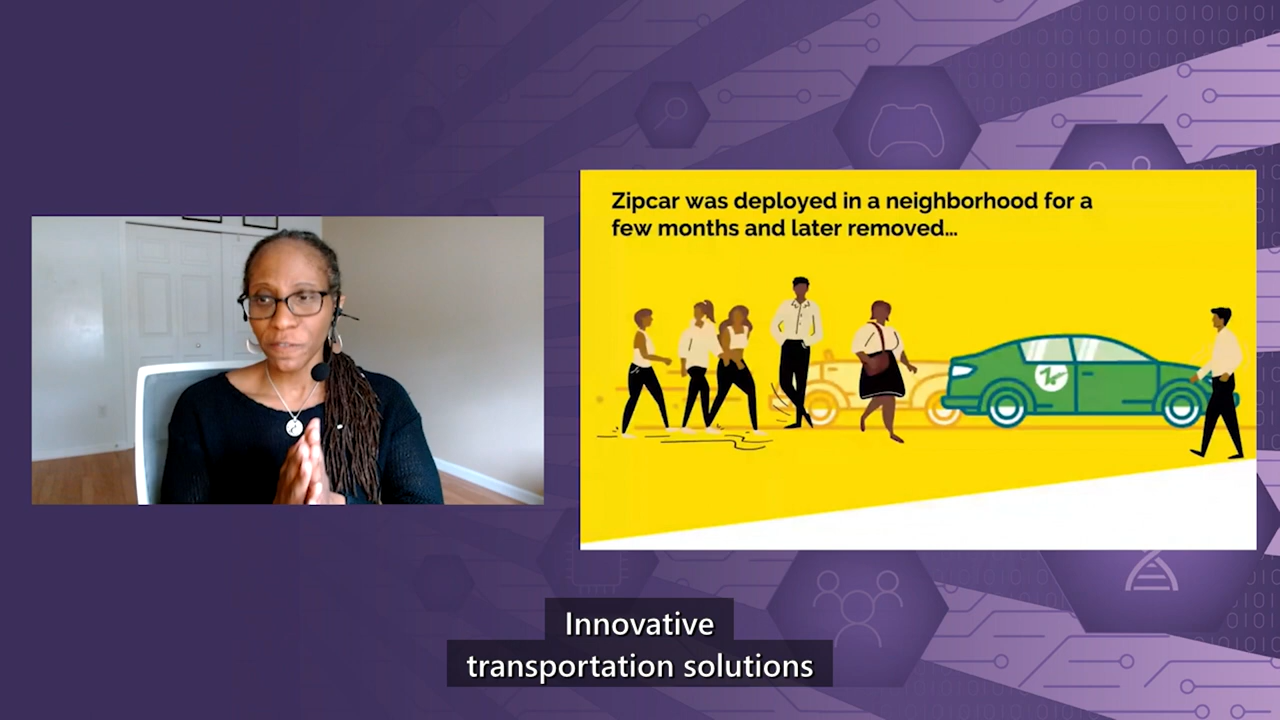 Zipcar was deployed in a neighborhood for a
few months and later removed...
Innovative
transportation solutions